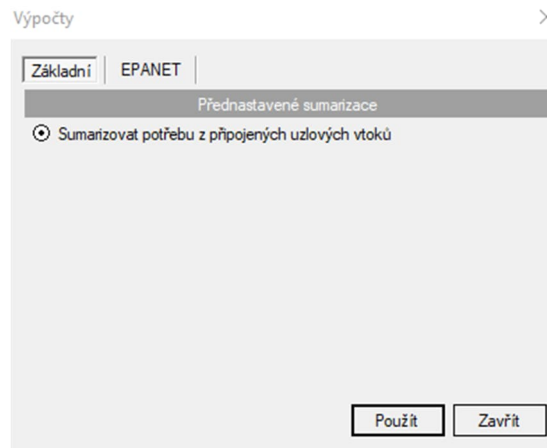 Výpočty
Základní EPANET
Přednastavené sumarizace
Sumarizovat potřebu z připojených uzlových vtoků
Použít Zavřít